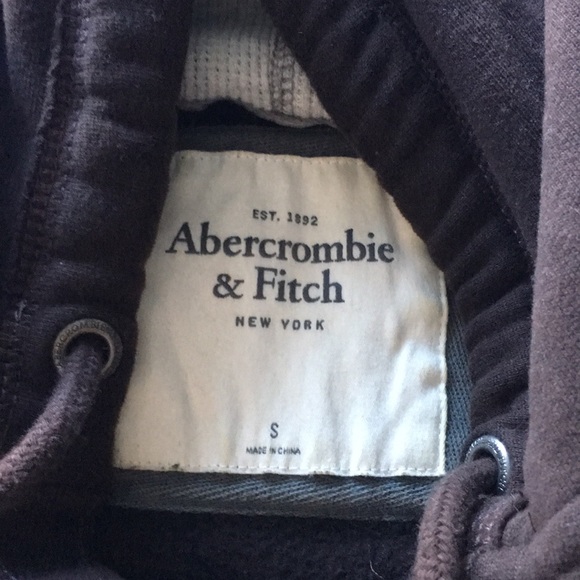 EST. 1892
Abercrombie
& Fitch
NEW YORK
S
MADE IN CHINA